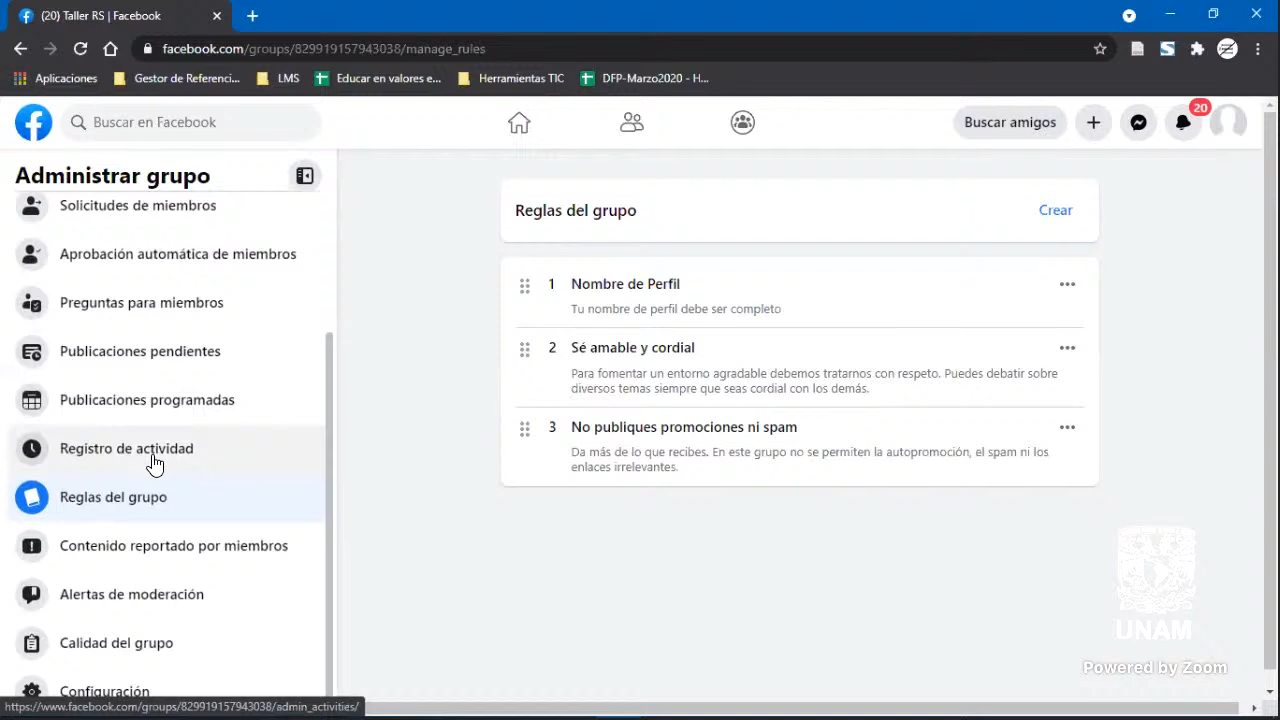 (20) Taller RS | Facebook
facebook.com/groups/829919157943038/manage_rules
Aplicaciones
Gestor de Referenci...
LMS
Educar en valores e...
Herramientas TIC
DFP-Marzo2020 - H...
Buscar en Facebook
Buscar amigos
20
Administrar grupo
Solicitudes de miembros
Aprobación automática de miembros
Preguntas para miembros
Publicaciones pendientes
Publicaciones programadas
Registro de actividad
Reglas del grupo
Contenido reportado por miembros
Alertas de moderación
Calidad del grupo
Configuración
https://www.facebook.com/groups/829919157943038/admin_activities/
Reglas del grupo
Crear
1 Nombre de Perfil
Tu nombre de perfil debe ser completo
2 Sé amable y cordial
Para fomentar un entorno agradable debemos tratarnos con respeto. Puedes debatir sobre
diversos temas siempre que seas cordial con los demás.
3 No publiques promociones ni spam
Da más de lo que recibes. En este grupo no se permiten la autopromoción, el spam ni los
enlaces irrelevantes.
UNAM
Powered by Zoom